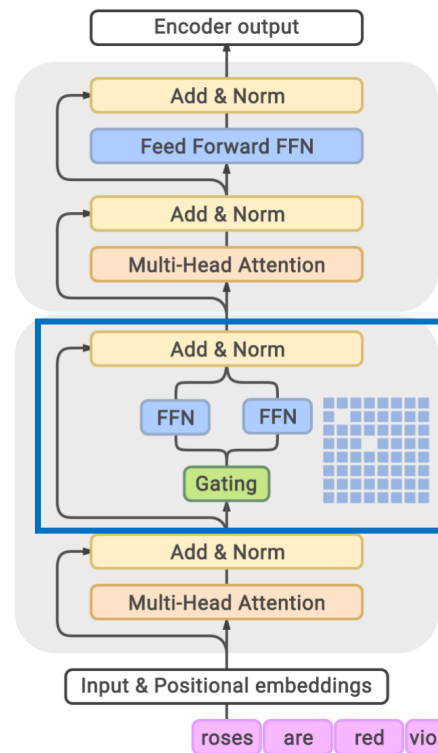 Encoder output
Add & Norm
Feed Forward FFN
Add & Norm
Multi-Head Attention
Add & Norm
FFN FFN
Gating
Add & Norm
Multi-Head Attention
Input & Positional embeddings
roses are red vio